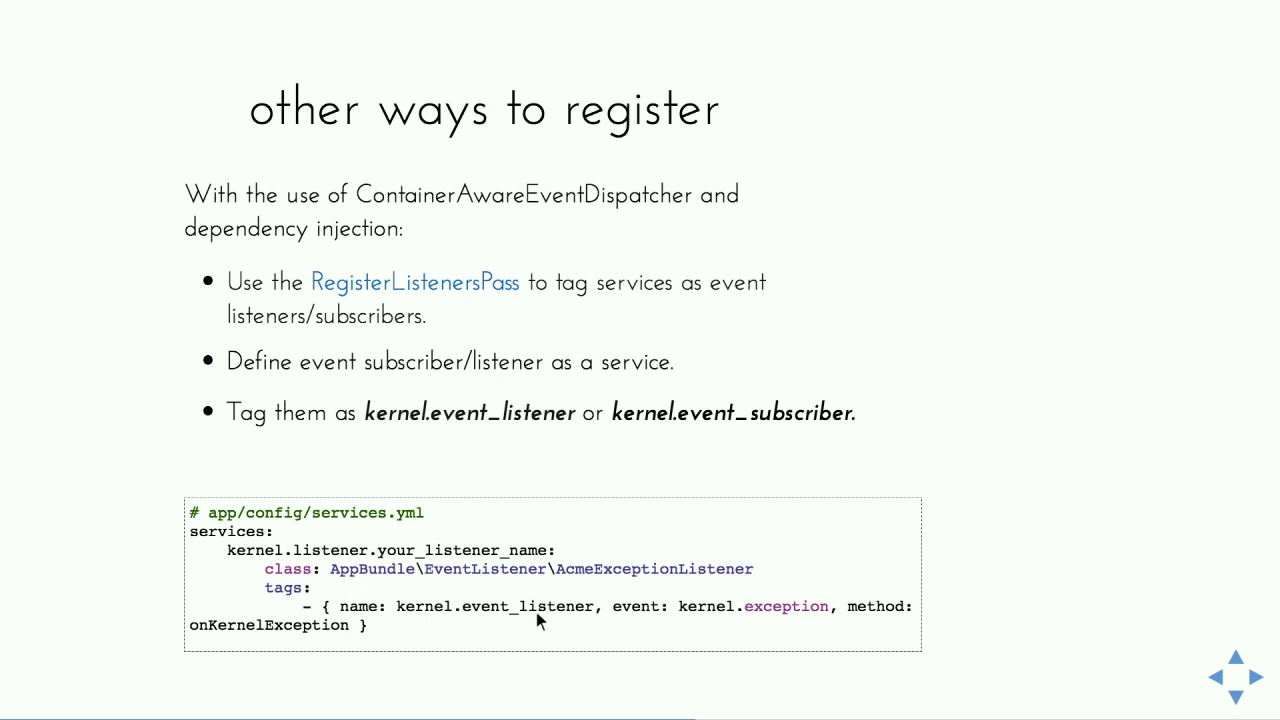 other ways to register
With the use of ContainerAwareEventDispatcher and
dependency injection:
• Use the RegisterListenersPass to tag services as event
listeners/subscribers.
• Define event subscriber/listener as a service.
• Tag them as kernel.event_listener or kernel.event_subscriber.
# app/config/services.yml
services:
    kernel.listener.your_listener_name:
        class: AppBundle\EventListener\AcmeExceptionListener
        tags:
            - { name: kernel.event_listener, event: kernel.exception, method:
onKernelException }